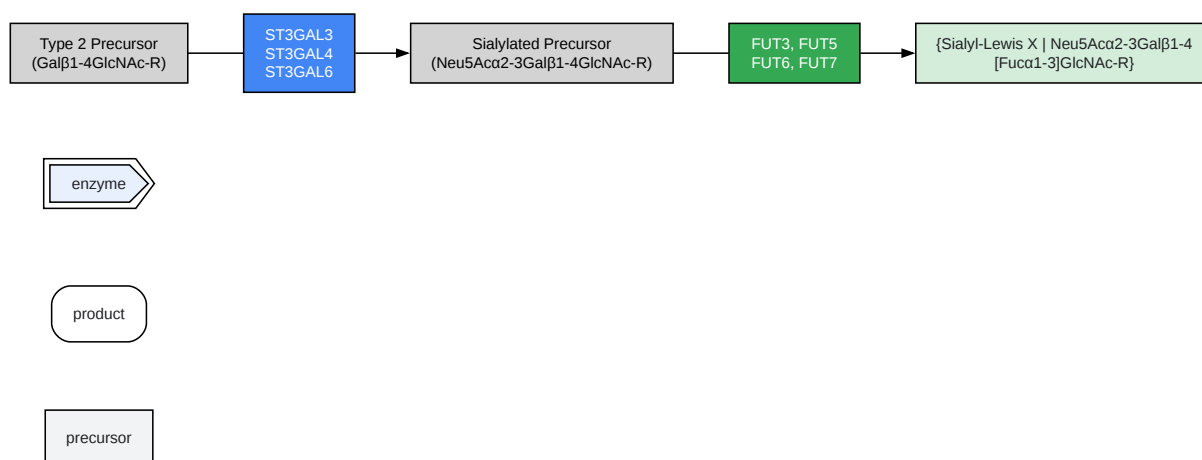 Type 2 Precursor
(Galβ1-4GlcNAc-R)
ST3GAL3
ST3GAL4
ST3GAL6
Sialylated Precursor
(Neu5Acα2-3Galβ1-4GlcNAc-R)
FUT3, FUT5
FUT6, FUT7
{Sialyl-Lewis X | Neu5Acα2-3Galβ1-4
[Fucα1-3]GlcNAc-R}
enzyme
product
precursor